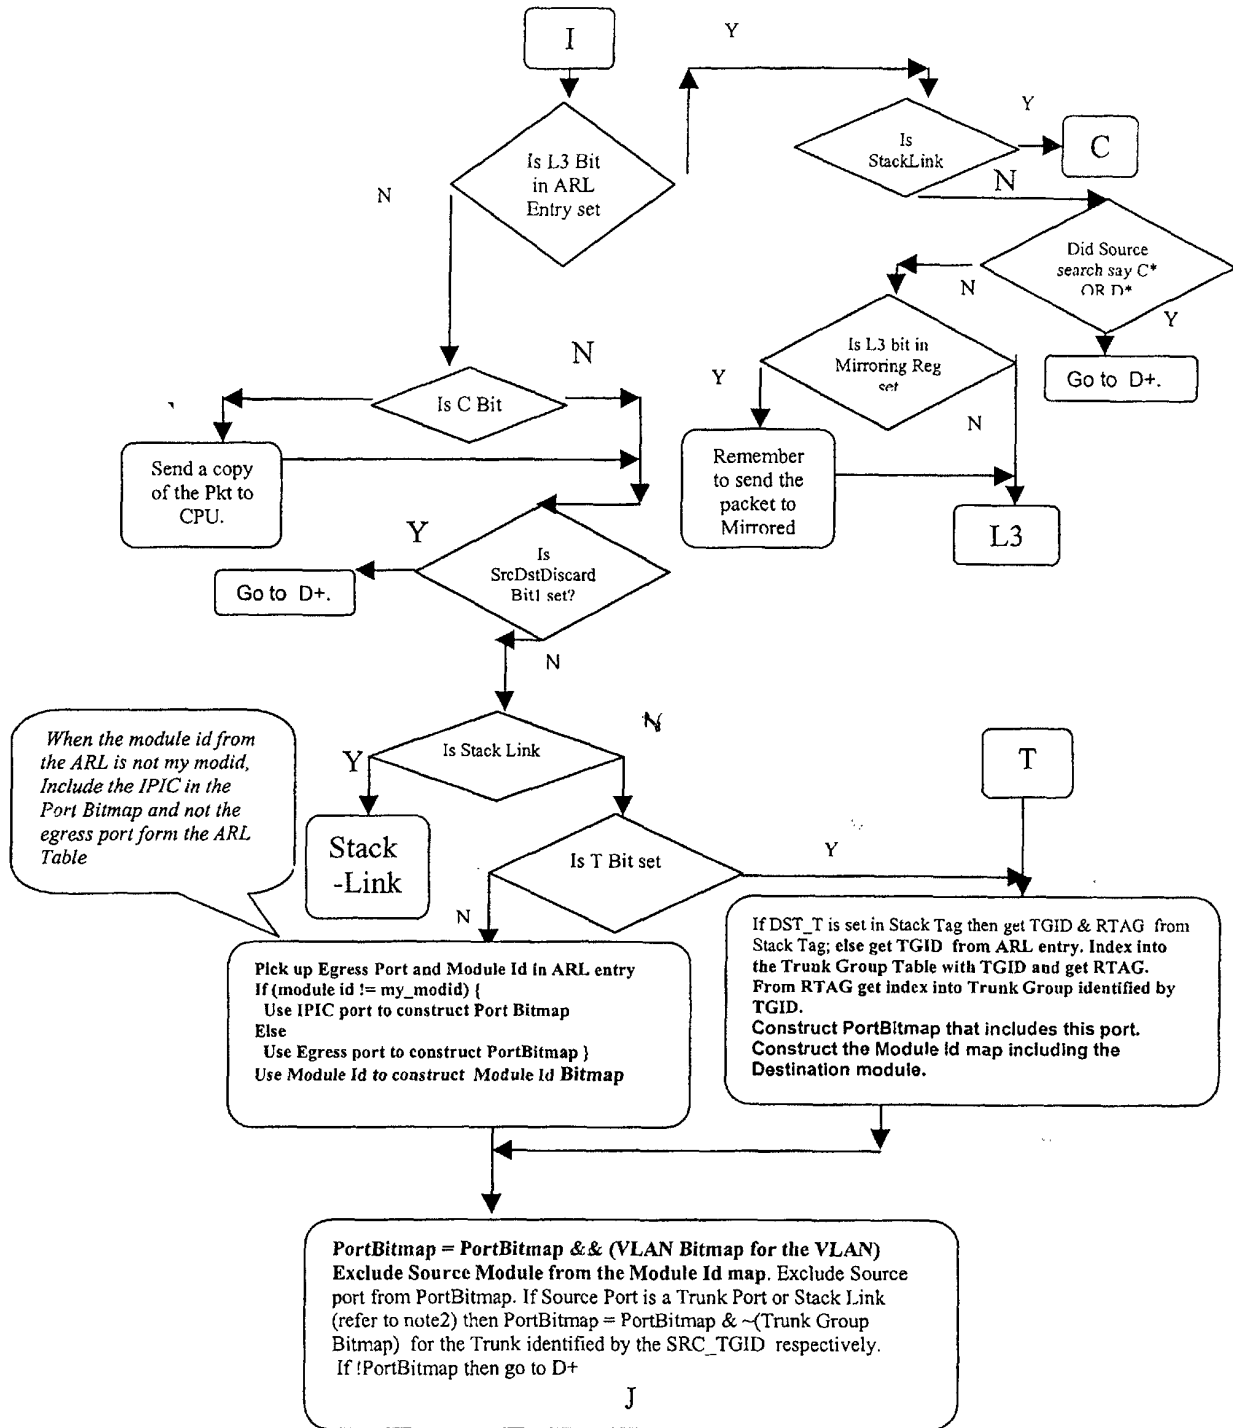 I
Y
Is L3 Bit
in ARL
Entry set
N
Is
StackLink
Y
C
N
Did Source
search say C*
OR D*
N
Y
Go to D+.
Is L3 bit in
Mirroring Reg
set
Y
N
Remember
to send the
packet to
Mirrored
L3
N
Is C Bit
Send a copy
of the Pkt to
CPU.
Y
Is
SrcDstDiscard
Bit1 set?
Go to D+.
N
When the module id from
the ARL is not my modid,
Include the IPIC in the
Port Bitmap and not the
egress port form the ARL
Table
Is Stack Link
Y
N
T
Stack
-Link
Is T Bit set
Y
N
Pick up Egress Port and Module Id in ARL entry
If (module id != my_modid) {
Use IPIC port to construct Port Bitmap
Else
Use Egress port to construct PortBitmap }
Use Module Id to construct Module Id Bitmap
If DST_T is set in Stack Tag then get TGID & RTAG from
Stack Tag; else get TGID from ARL entry. Index into
the Trunk Group Table with TGID and get RTAG.
From RTAG get index into Trunk Group identified by
TGID.
Construct PortBitmap that includes this port.
Construct the Module Id map including the
Destination module.
PortBitmap = PortBitmap && (VLAN Bitmap for the VLAN)
Exclude Source Module from the Module Id map. Exclude Source
port from PortBitmap. If Source Port is a Trunk Port or Stack Link
(refer to note2) then PortBitmap = PortBitmap & ~(Trunk Group
Bitmap) for the Trunk identified by the SRC_TGID respectively.
If !PortBitmap then go to D+
J